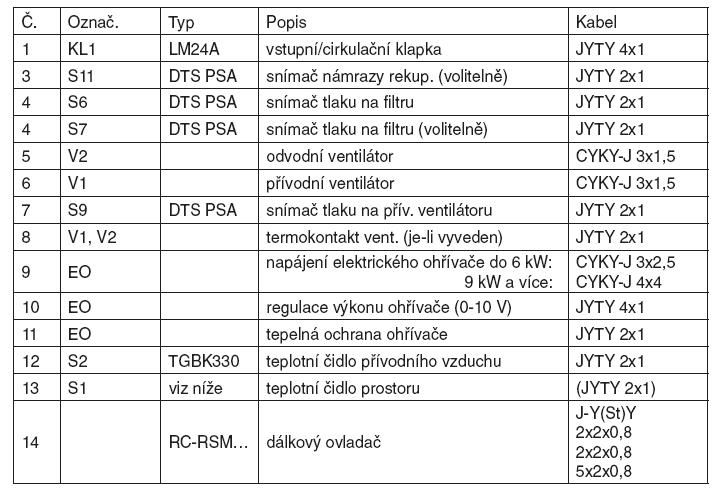 Č. Označ. Typ Popis Kabel
1 KL1 LM24A vstupní/cirkulační klapka JYTY 4x1
3 S11 DTS PSA snímač námrazy rekup. (volitelně) JYTY 2x1
4 S6 DTS PSA snímač tlaku na filtru JYTY 2x1
4 S7 DTS PSA snímač tlaku na filtru (volitelně) JYTY 2x1
5 V2 odvodní ventilátor CYKY-J 3x1,5
6 V1 přívodní ventilátor CYKY-J 3x1,5
7 S9 DTS PSA snímač tlaku na přív. ventilátoru JYTY 2x1
8 V1, V2 termokontakt vent. (je-li vyveden) JYTY 2x1
9 EO napájení elektrického ohřívače do 6 kW: CYKY-J 3x2,5
9 kW a více: CYKY-J 4x4
10 EO regulace výkonu ohřívače (0-10 V) JYTY 4x1
11 EO tepelná ochrana ohřívače JYTY 2x1
12 S2 TGBK330 teplotní čidlo přívodního vzduchu JYTY 2x1
13 S1 viz níže teplotní čidlo prostoru (JYTY 2x1)
14 RC-RSM... dálkový ovladač J-Y(St)Y
2x2x0,8
2x2x0,8
5x2x0,8